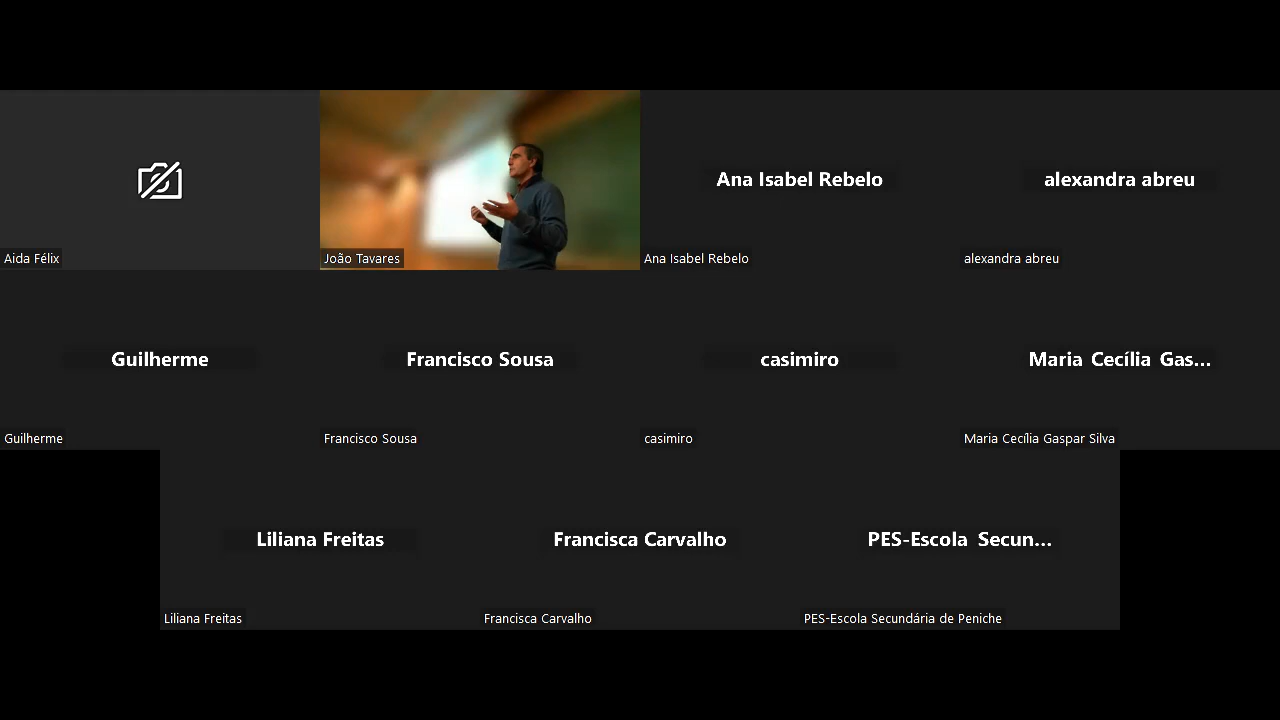 Aida Félix
João Tavares
Ana Isabel Rebelo
Ana Isabel Rebelo
alexandra abreu
alexandra abreu
Guilherme
Guilherme
Francisco Sousa
Francisco Sousa
casimiro
casimiro
Maria Cecília Gas...
Maria Cecília Gaspar Silva
Liliana Freitas
Liliana Freitas
Francisca Carvalho
Francisca Carvalho
PES-Escola Secun...
PES-Escola Secundária de Peniche